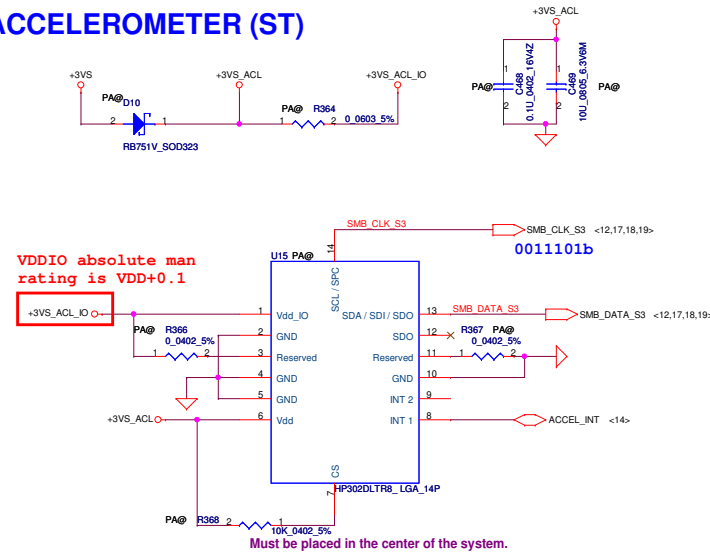 ACCELEROMETER (ST)
+3VS
+3VS_ACL
+3VS_ACL_IO
+3VS_ACL
PA@
D10
2
1
RB751V_SOD323
PA@
R364
1
2
0_0603_5%
PA@
1
2
C468
0.1U_0402_16V4Z
1
2
C469
10U_0805_6.3V6M
PA@
SMB_CLK_S3
SMB_CLK_S3 <12,17,18,19>
0011101b
VDDIO absolute man
rating is VDD+0.1
+3VS_ACL_IO
U15 PA@
14
SCL / SPC
1 Vdd_IO
2 GND
3 Reserved
4 GND
5 GND
6 Vdd
SDA / SDI / SDO 13
SDO 12
Reserved 11
GND 10
INT 2 9
INT 1 8
SMB_DATA_S3
SMB_DATA_S3 <12,17,18,19>
PA@ R366
0_0402_5%
1 2
R367 PA@
0_0402_5%
1 2
+3VS_ACL
ACCEL_INT <14>
CS
7
HP302DLTR8_LGA_14P
PA@ R368 2 1
10K_0402_5%
Must be placed in the center of the system.